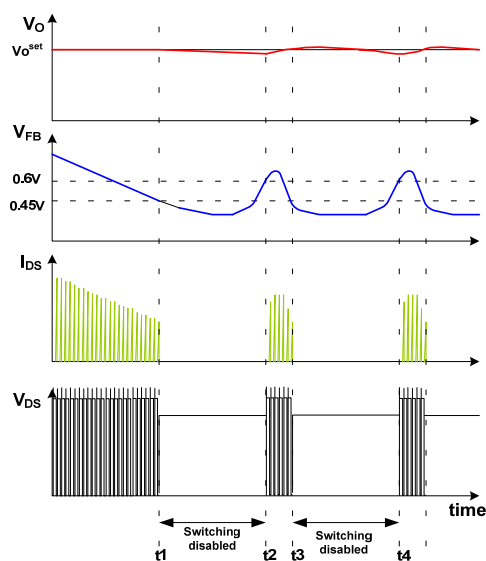 VO
Voset
VFB
0.6V
0.45V
IDS
VDS
time
Switching
disabled
Switching
disabled
t1
t2
t3
t4